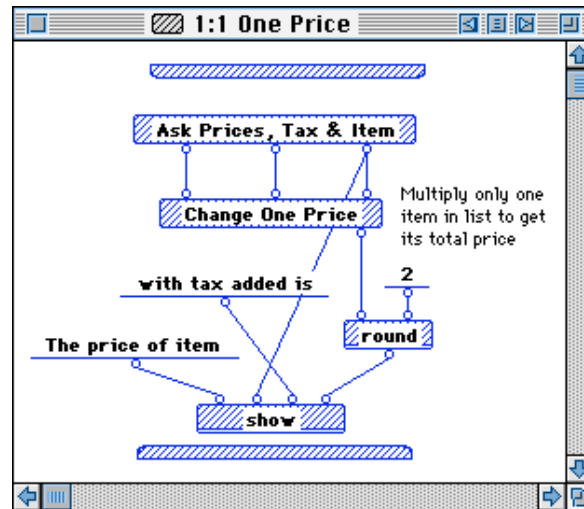 1:1 One Price
Ask Prices, Tax & Item
Change One Price
Multiply only one
item in list to get
its total price
with tax added is
2
The price of item
round
show